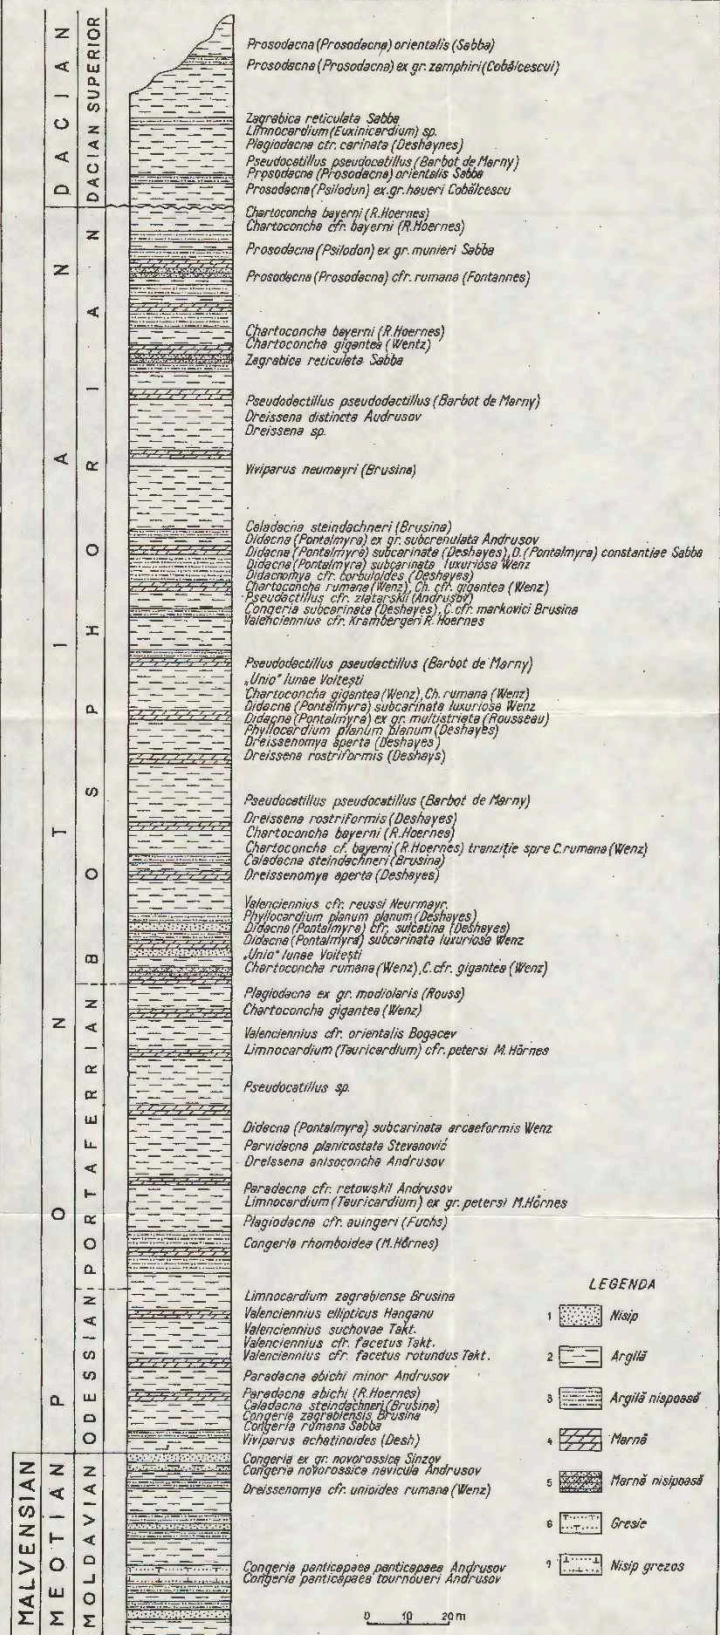 DACIAN
DACIAN SUPERIOR
Prosodacna (Prosodacna) orientalis (Sabba)
Prosodacna (Prosodacna) ex gr. zamphiri (Cobălcescui)
Zagrabica reticulata Sabba
Limnocardium (Euxinicardium) sp.
Plagiodacna cfr. carinata (Deshaynes)
Pseudocatillus pseudocatillus (Barbot de Marny)
Prosodacna (Prosodacna) orientalis Sabba
Prosodacna (Psilodun) ex.gr. haueri Cobălcescu
PONTIAN
BOTSPHORIAN
Chartoconcha bayerni (R.Hoernes)
Chartoconcha cfr. bayerni (R.Hoernes)
Prosodacna (Psilodon) ex gr. munieri Sabba
Prosodacna (Prosodacna) cfr. rumana (Fontannes)
Chartoconcha bayerni (R.Hoernes)
Chartoconcha gigantea (Wentz)
Zagrabica reticulata Sabba
Pseudodactillus pseudodactillus (Barbot de Marny)
Dreissena distincta Audrusov
Dreissena sp.
Viviparus neumayri (Brusina)
Caladacna steindachneri (Brusina)
Didacna (Pontalmyra) ex gr. subcrenulata Andrusov
Didacna (Pontalmyra) subcarinata (Deshayes), D. (Pontalmyra) constantiae Sabba
Didacna (Pontalmyra) subcarinata luxuriosa Wenz
Didacnomya cfr. corbuloides (Deshayes)
Chartoconcha rumana (Wenz), Ch. cfr. gigantea (Wenz)
Pseudactillus cfr. zlatarskii (Andrusov)
Congeria subcarinata (Deshayes), C. cfr. markovici Brusina
Valenciennius cfr. Krambergeri R. Hoernes
Pseudodactillus pseudactillus (Barbot de Marny)
„Unio" lunae Voitești
Chartoconcha gigantea (Wenz), Ch. rumana (Wenz)
Didacna (Pontalmyra) subcarinata luxuriosa Wenz
Didacna (Pontalmyra) ex gr. multistriata (Rousseau)
Phyllocardium planum planum (Deshayes)
Dreissenomya aperta (Deshayes)
Dreissena rostriformis (Deshays)
Pseudocatillus pseudocatillus (Barbot de Marny)
Dreissena rostriformis (Deshayes)
Chartoconcha bayerni (R.Hoernes)
Chartoconcha cf. bayerni (R.Hoernes) tranziție spre C.rumana (Wenz)
Caladacna steindachneri (Brusina)
Dreissenomya aperta (Deshayes)
Valenciennius cfr. reussi Neurmayr.
Phyllocardium planum planum (Deshayes)
Didacna (Pontalmyra) cfr. sulcatina (Deshayes)
Didacna (Pontalmyra) subcarinata luxuriosa Wenz
„Unio" lunae Voitești
Chartoconcha rumana (Wenz), C.cfr. gigantea (Wenz)
PORTAFERRIAN
Plagiodacna ex gr. modiolaris (Rouss)
Chartoconcha gigantea (Wenz)
Valenciennius cfr. orientalis Bogacev
Limnocardium (Tauricardium) cfr. petersi M.Hörnes
Pseudocatillus sp.
Didacna (Pontalmyra) subcarinata arcaeformis Wenz
Parvidacna planicostata Stevanović
Dreissena anisoconcha Andrusov
Paradacna cfr. retowskii Andrusov
Limnocardium (Tauricardium) ex gr. petersi M.Hörnes
Plagiodacna cfr. auingeri (Fuchs)
Congeria rhomboidea (M.Hörnes)
ODESSIAN
Limnocardium zagrabiense Brusina
Valenciennius ellipticus Hanganu
Valenciennius suchovae Takt.
Valenciennius cfr. facetus Takt.
Valenciennius cfr. facetus rotundus Takt.
Paradacna abichi minor Andrusov
Paradacna abichi (R.Hoernes)
Caladacna steindachneri (Brusina)
Congeria zagrabiensis Brusina
Congeria rumana Sabba
Viviparus achatinoides (Desh)
MALVENSIAN
MEOTIAN
MOLDAVIAN
Congeria ex gr. novorossica Sinzov
Congeria novorossica navicula Andrusov
Dreissenomya cfr. unioides rumana (Wenz)
Congeria panticapaea panticapaea Andrusov
Congeria panticapaea tournoueri Andrusov
0 10 20m
LEGENDA
1 Nisip
2 Argilă
3 Argilă nispoasă
4 Marnă
5 Marnă nisipoasă
6 Gresie
7 Nisip grezos